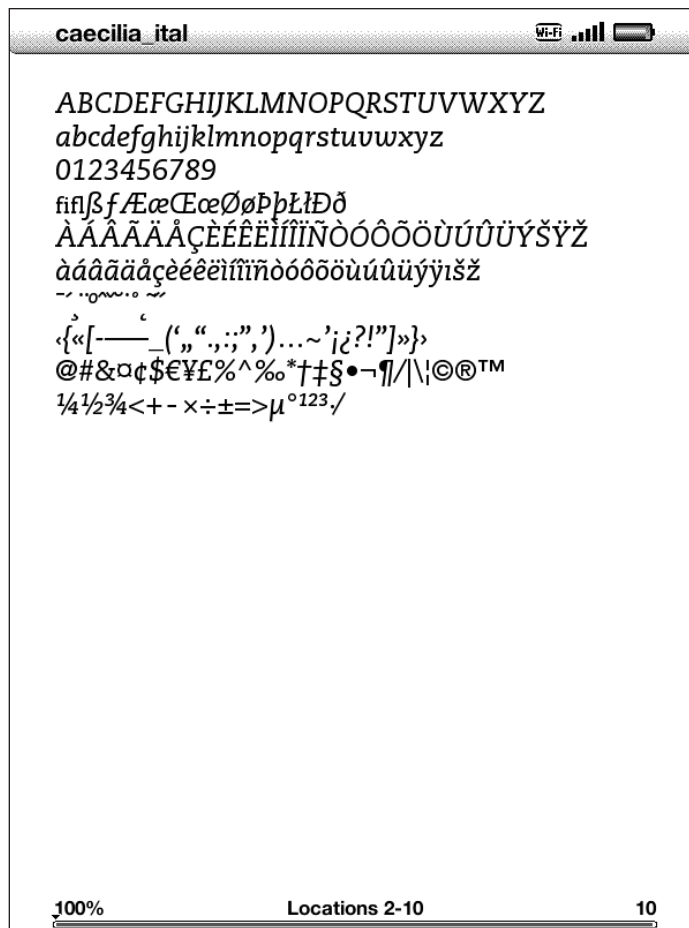 caecilia_ital Wi-Fi
ABCDEFGHIJKLMNOPQRSTUVWXYZ
abcdefghijklmnopqrstuvwxyz
0123456789
fiflßƒÆæŒœØøÞþŁłÐð
ÀÁÂÃÄÅÇÈÉÊËÌÍÎÏÑÒÓÔÕÖÙÚÛÜÝŠŸŽ
àáâãäåçèéêëìíîïñòóôõöùúûüýÿıšž
‹{«[-–—_(‘‚„“.,:;”,’)…~’¡¿?!”]»}›
@#&¤¢$€¥£%^‰*†‡§•¬¶/|\¦©®™
¼½¾<+-×÷±=>µ°¹²³·⁄
100% Locations 2-10 10